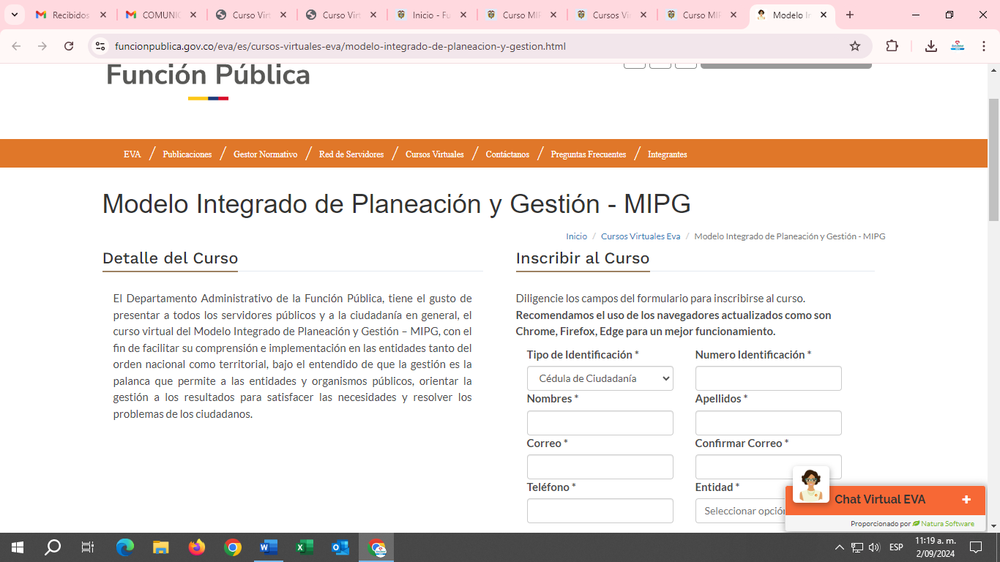 Recibidos
COMUNIC
Curso Virt
Curso Virt
Inicio - Fu
Curso MIP
Cursos Vir
Curso MIP
Modelo In
funcionpublica.gov.co/eva/es/cursos-virtuales-eva/modelo-integrado-de-planeacion-y-gestion.html
Función Pública
EVA / Publicaciones / Gestor Normativo / Red de Servidores / Cursos Virtuales / Contáctanos / Preguntas Frecuentes / Integrantes
Modelo Integrado de Planeación y Gestión - MIPG
Inicio / Cursos Virtuales Eva / Modelo Integrado de Planeación y Gestión - MIPG
Detalle del Curso
El Departamento Administrativo de la Función Pública, tiene el gusto de
presentar a todos los servidores públicos y a la ciudadanía en general, el
curso virtual del Modelo Integrado de Planeación y Gestión – MIPG, con el
fin de facilitar su comprensión e implementación en las entidades tanto del
orden nacional como territorial, bajo el entendido de que la gestión es la
palanca que permite a las entidades y organismos públicos, orientar la
gestión a los resultados para satisfacer las necesidades y resolver los
problemas de los ciudadanos.
Inscribir al Curso
Diligencie los campos del formulario para inscribirse al curso.
Recomendamos el uso de los navegadores actualizados como son
Chrome, Firefox, Edge para un mejor funcionamiento.
Tipo de Identificación *
Numero Identificación *
Cédula de Ciudadanía
Nombres *
Apellidos *
Correo *
Confirmar Correo *
Teléfono *
Entidad *
Seleccionar opción
Chat Virtual EVA +
Proporcionado por Natura Software
ESP
11:19 a. m.
2/09/2024